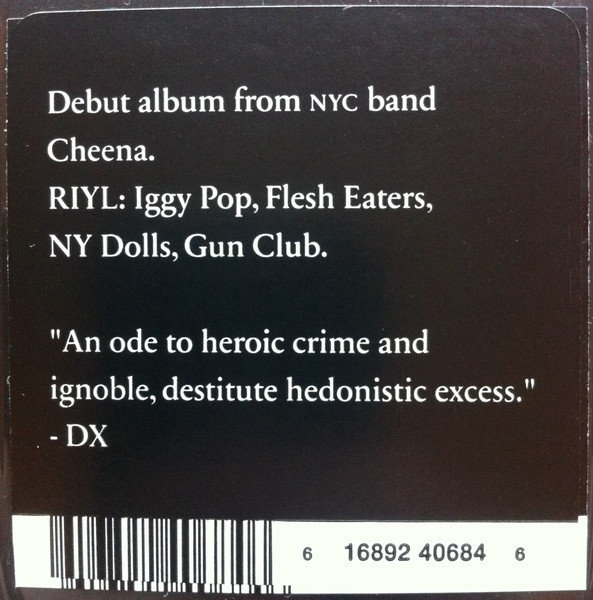 Debut album from NYC band
Cheena.
RIYL: Iggy Pop, Flesh Eaters,
NY Dolls, Gun Club.
"An ode to heroic crime and
ignoble, destitute hedonistic excess."
- DX
6 16892 40684 6